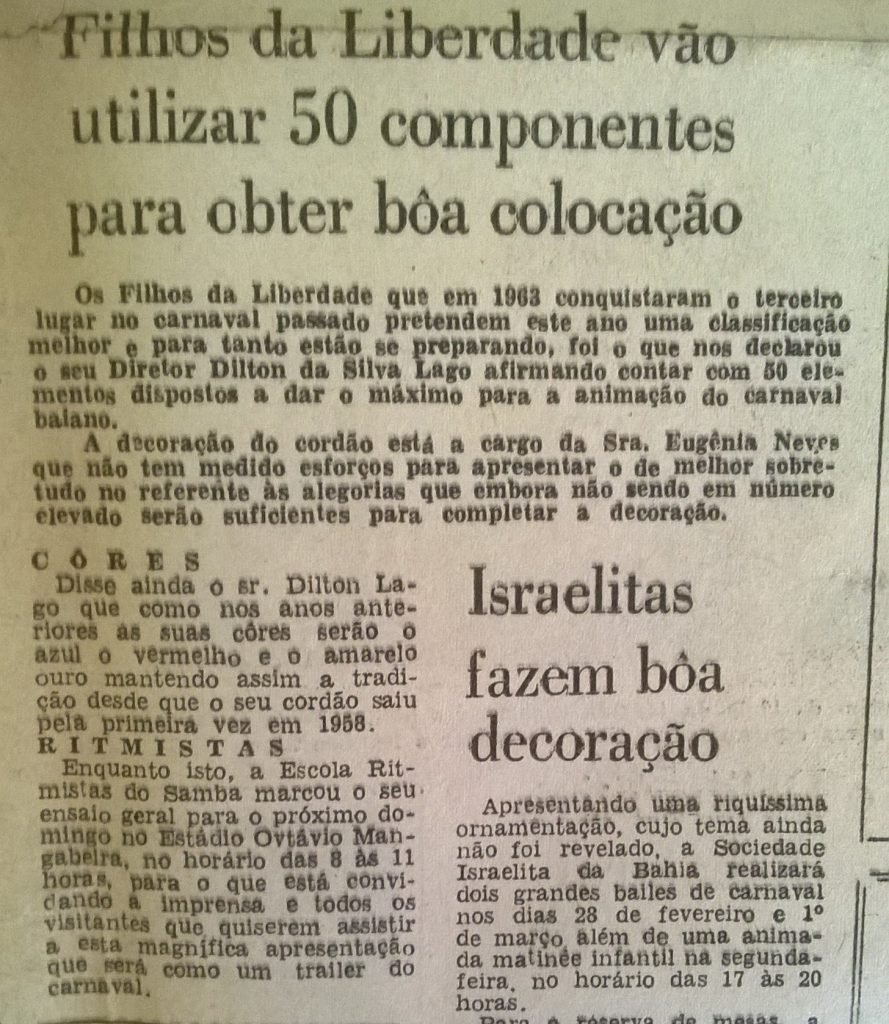 Filhos da Liberdade vão
utilizar 50 componentes
para obter bôa colocação
Os Filhos da Liberdade que em 1963 conquistaram o terceiro
lugar no carnaval passado pretendem este ano uma classificação
melhor e para tanto estão se preparando, foi o que nos declarou
o seu Diretor Dilton da Silva Lago afirmando contar com 50 ele-
mentos dispostos a dar o máximo para a animação do carnaval
baiano.
A decoração do cordão está a cargo da Sra. Eugênia Neves
que não tem medido esforços para apresentar o de melhor sobre-
tudo no referente às alegorias que embora não sendo em número
elevado serão suficientes para completar a decoração.
CÔRES
Disse ainda o sr. Dilton La-
go que como nos anos ante-
riores as suas côres serão o
azul o vermelho e o amarelo
ouro mantendo assim a tradi-
ção desde que o seu cordão saiu
pela primeira vez em 1958.
RITMISTAS
Enquanto isto, a Escola Rit-
mistas do Samba marcou o seu
ensaio geral para o próximo do-
mingo no Estádio Ovtávio Man-
gabeira, no horário das 8 às 11
horas, para o que está convi-
dando a imprensa e todos os
visitantes que quiserem assistir
a esta magnífica apresentação
que será como um trailer do
carnaval.
Israelitas
fazem bôa
decoração
Apresentando uma riquíssima
ornamentação, cujo tema ainda
não foi revelado, a Sociedade
Israelita da Bahia realizará
dois grandes bailes de carnaval
nos dias 28 de fevereiro e 1º
de março além de uma anima-
da matinée infantil na segunda-
feira, no horário das 17 às 20
horas.
Para a reserva de mesas, a